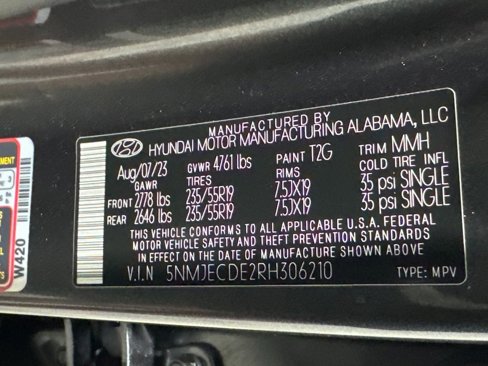 MANUFACTURED BY
HYUNDAI MOTOR MANUFACTURING ALABAMA, LLC
Aug/07/23 GVWR 4761 lbs PAINT T2G TRIM MMH
GAWR TIRES RIMS COLD TIRE INFL
FRONT 2778 lbs 235/55R19 7.5JX19 35 psi SINGLE
REAR 2646 lbs 235/55R19 7.5JX19 35 psi SINGLE
THIS VEHICLE CONFORMS TO ALL APPLICABLE U.S.A. FEDERAL
MOTOR VEHICLE SAFETY AND THEFT PREVENTION STANDARDS
IN EFFECT ON THE DATE OF MANUFACTURE SHOWN ABOVE
V.I.N 5NMJECDE2RH306210 TYPE: MPV
W420